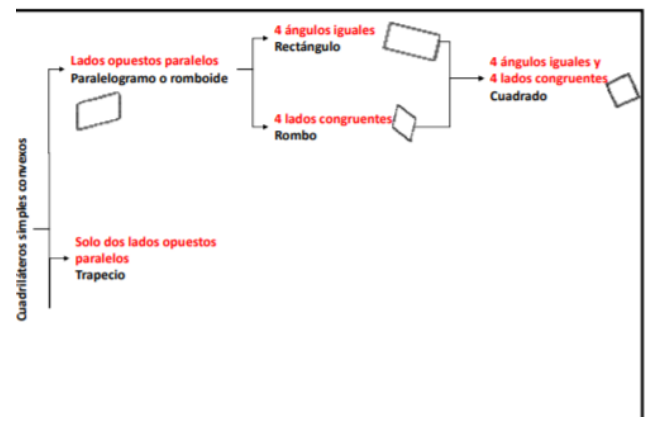 Cuadriláteros simples convexos
Lados opuestos paralelos
Paralelogramo o romboide
4 ángulos iguales
Rectángulo
4 lados congruentes
Rombo
4 ángulos iguales y
4 lados congruentes
Cuadrado
Solo dos lados opuestos
paralelos
Trapecio